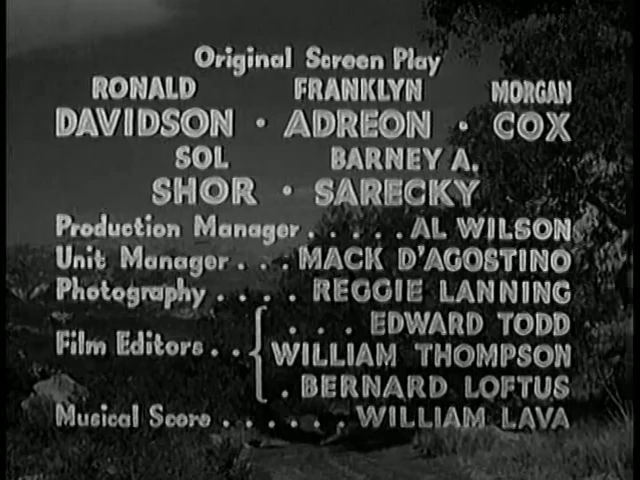 Original Screen Play
RONALD FRANKLYN MORGAN
DAVIDSON · ADREON · COX
SOL BARNEY A.
SHOR · SARECKY
Production Manager . . . . . AL WILSON
Unit Manager . . . MACK D'AGOSTINO
Photography . . . . REGGIE LANNING
. . . . EDWARD TODD
Film Editors . . { WILLIAM THOMPSON
. BERNARD LOFTUS
Musical Score . . . . . . WILLIAM LAVA